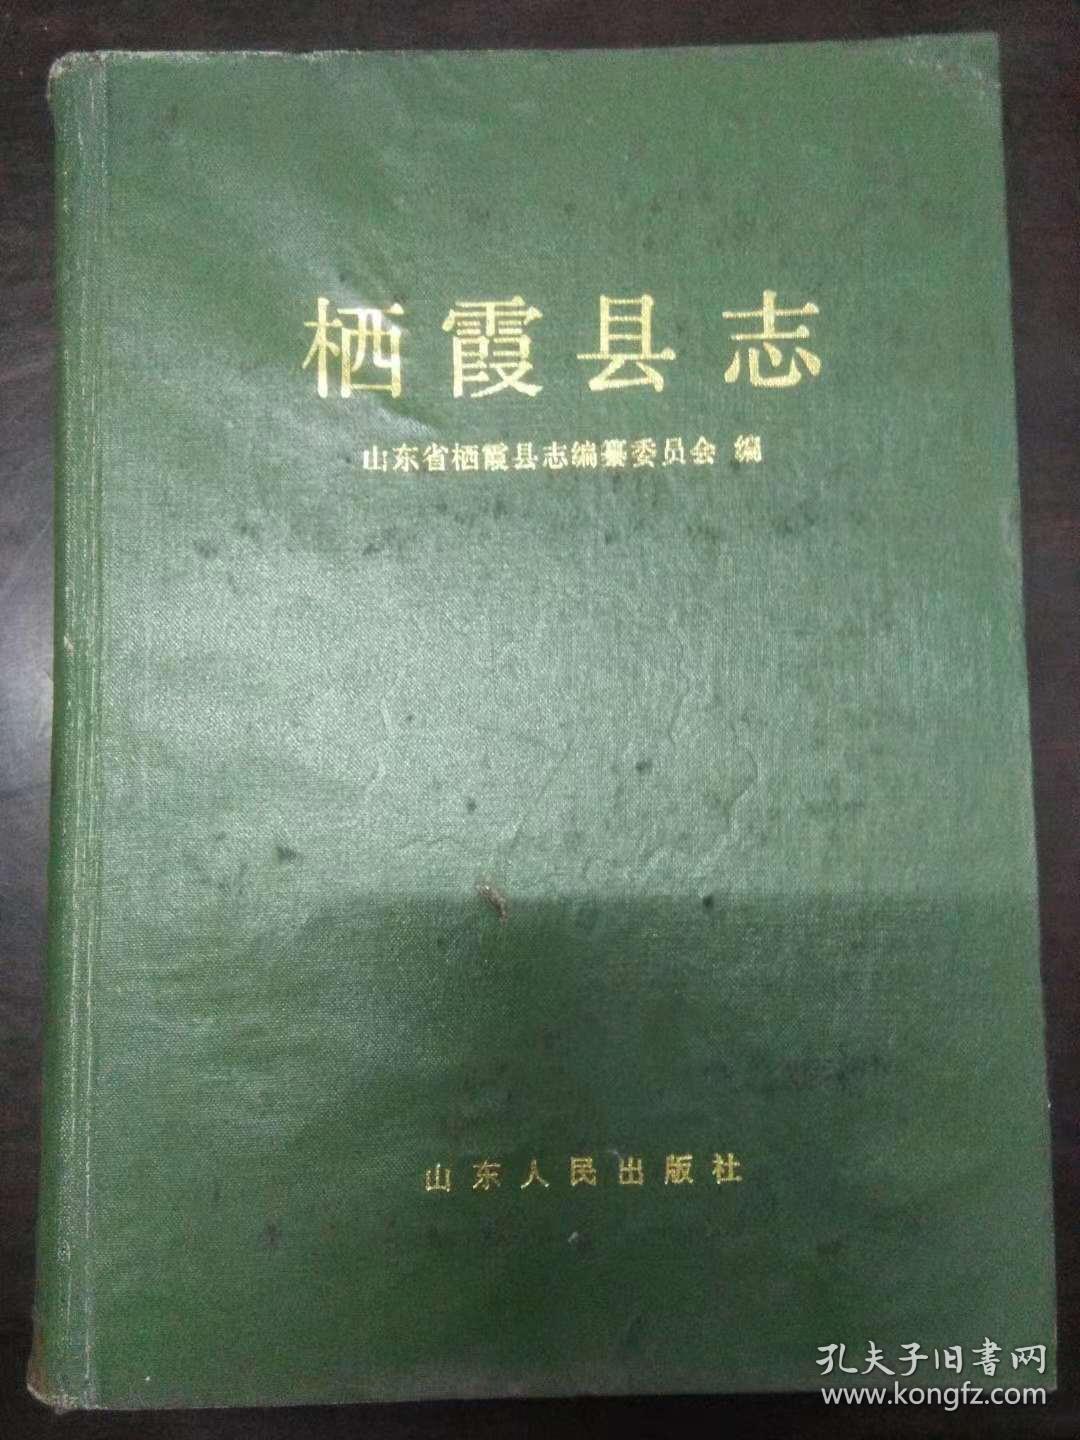 栖霞县志
山东省栖霞县志编纂委员会 编
山东人民出版社
孔夫子旧書网
www.kongfz.com